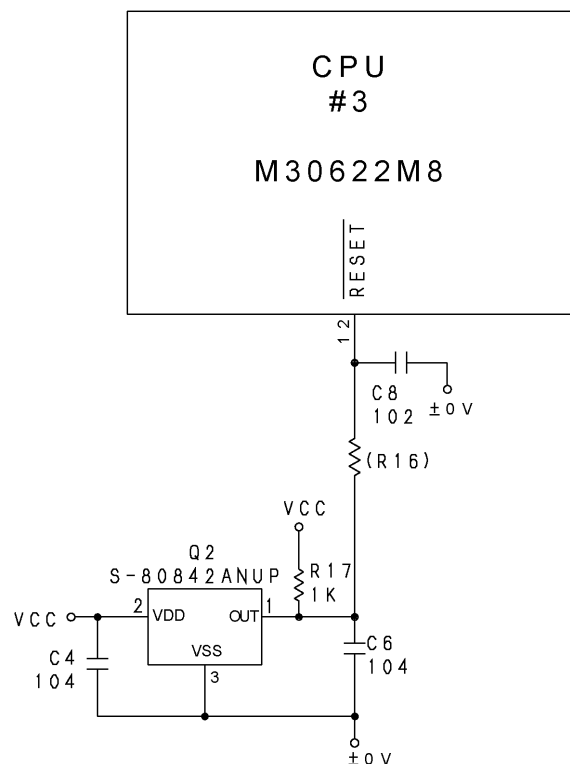 CPU
#3
M30622M8
RESET
12
C8
102
±0V
(R16)
VCC
Q2
S-80842ANUP
R17
1K
VCC
2
VDD
OUT
1
VSS
3
C4
104
C6
104
±0V